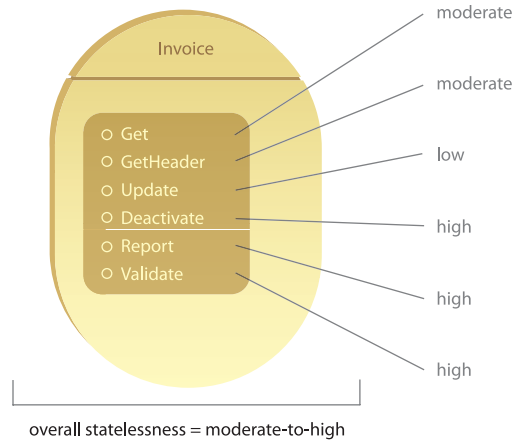 moderate
Invoice
moderate
Get
GetHeader
low
Update
Deactivate
high
Report
Validate
high
high
overall statelessness = moderate-to-high